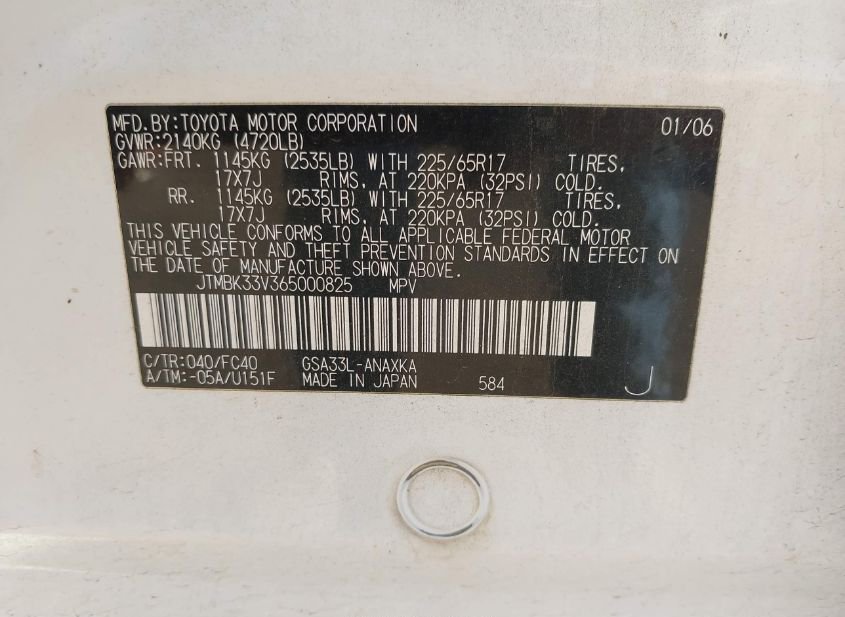 MFD.BY:TOYOTA MOTOR CORPORATION 01/06
GVWR:2140KG (4720LB)
GAWR:FRT. 1145KG (2535LB) WITH 225/65R17 TIRES,
17X7J RIMS, AT 220KPA (32PSI) COLD.
RR. 1145KG (2535LB) WITH 225/65R17 TIRES,
17X7J RIMS, AT 220KPA (32PSI) COLD.
THIS VEHICLE CONFORMS TO ALL APPLICABLE FEDERAL MOTOR
VEHICLE SAFETY AND THEFT PREVENTION STANDARDS IN EFFECT ON
THE DATE OF MANUFACTURE SHOWN ABOVE.
JTMBK33V365000825 MPV
C/TR:040/FC40 GSA33L-ANAXKA
A/TM:-05A/U151F MADE IN JAPAN 584 J